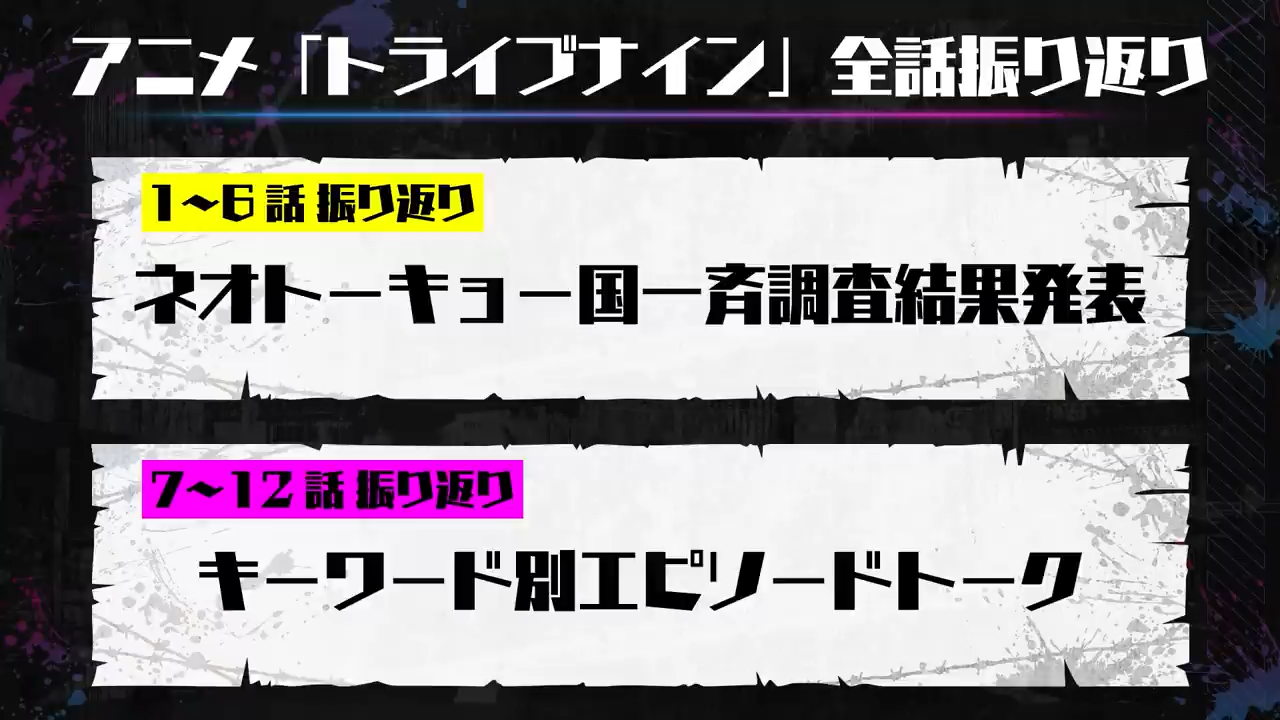 アニメ「トライブナイン」全話振り返り
1～6話 振り返り
ネオトーキョー国一斉調査結果発表
7～12話 振り返り
キーワード別エピソードトーク